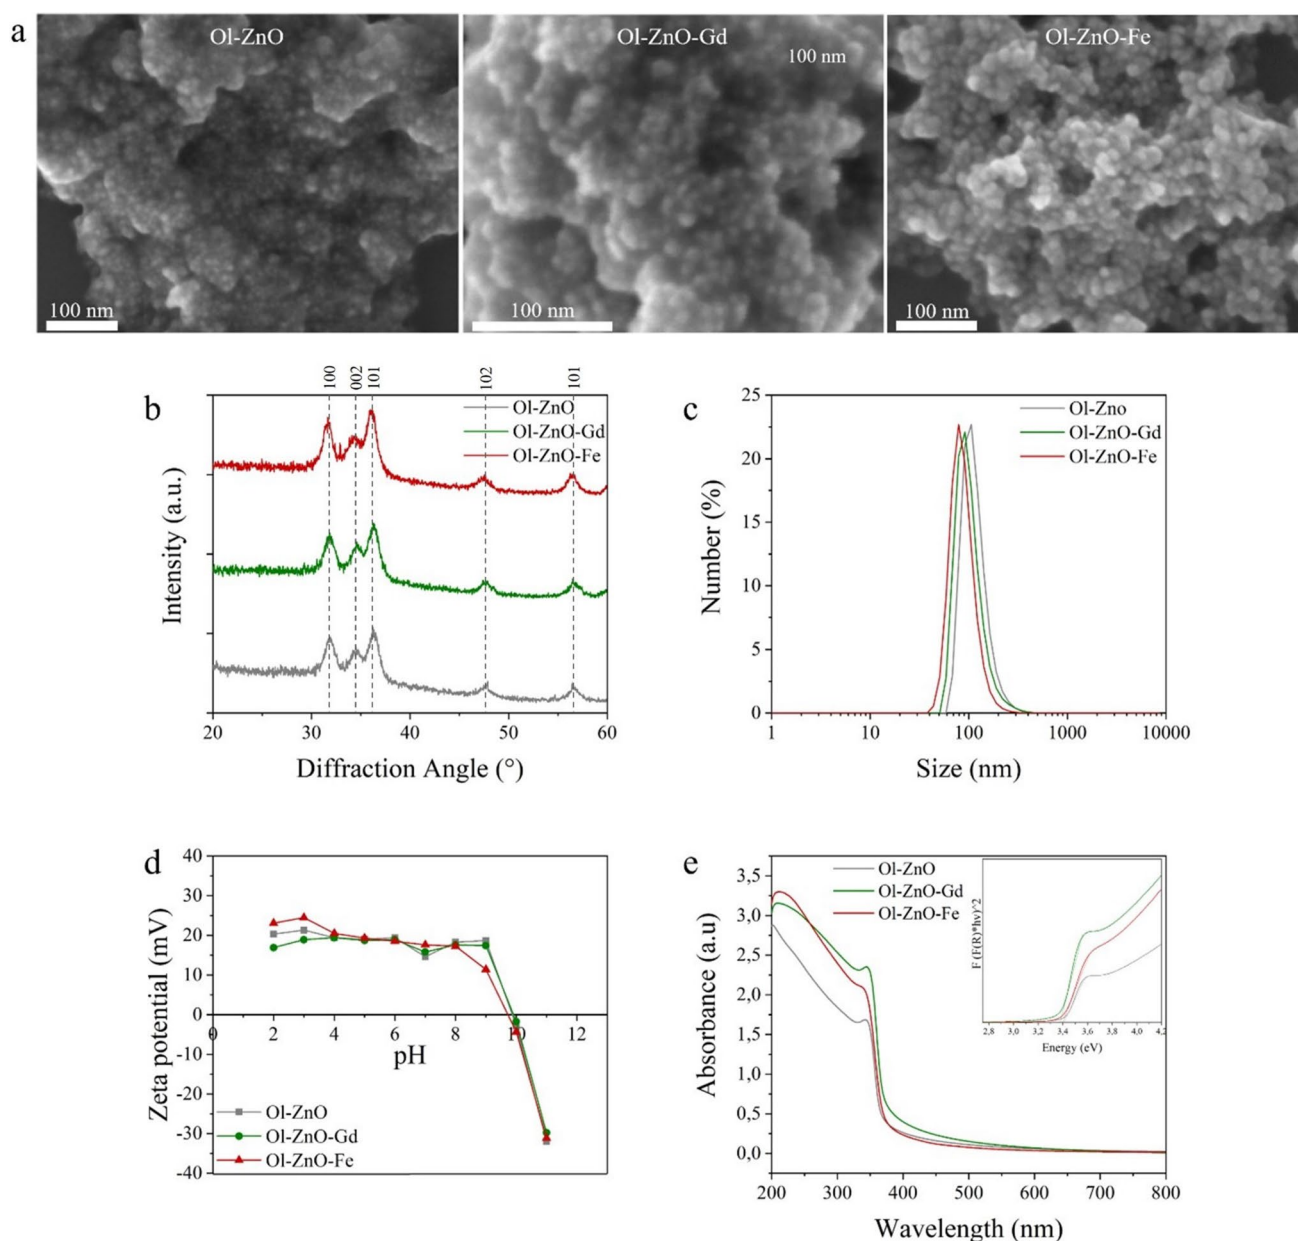 a
Ol-ZnO
Ol-ZnO-Gd
Ol-ZnO-Fe
100 nm
100 nm
100 nm
100 nm
b
100
002
101
102
101
Ol-ZnO
Ol-ZnO-Gd
Ol-ZnO-Fe
Intensity (a.u.)
20 30 40 50 60
Diffraction Angle (°)
c
Ol-Zno
Ol-ZnO-Gd
Ol-ZnO-Fe
Number (%)
25
20
15
10
5
0
1 10 100 1000 10000
Size (nm)
d
Zeta potential (mV)
40
30
20
10
0
-10
-20
-30
-40
0 2 4 6 8 10 12
pH
Ol-ZnO
Ol-ZnO-Gd
Ol-ZnO-Fe
e
Ol-ZnO
Ol-ZnO-Gd
Ol-ZnO-Fe
Absorbance (a.u)
3,5
3,0
2,5
2,0
1,5
1,0
0,5
0,0
200 300 400 500 600 700 800
Wavelength (nm)
F (F(R)*hν)^2
2,8 3,0 3,2 3,4 3,6 3,8 4,0 4,2
Energy (eV)